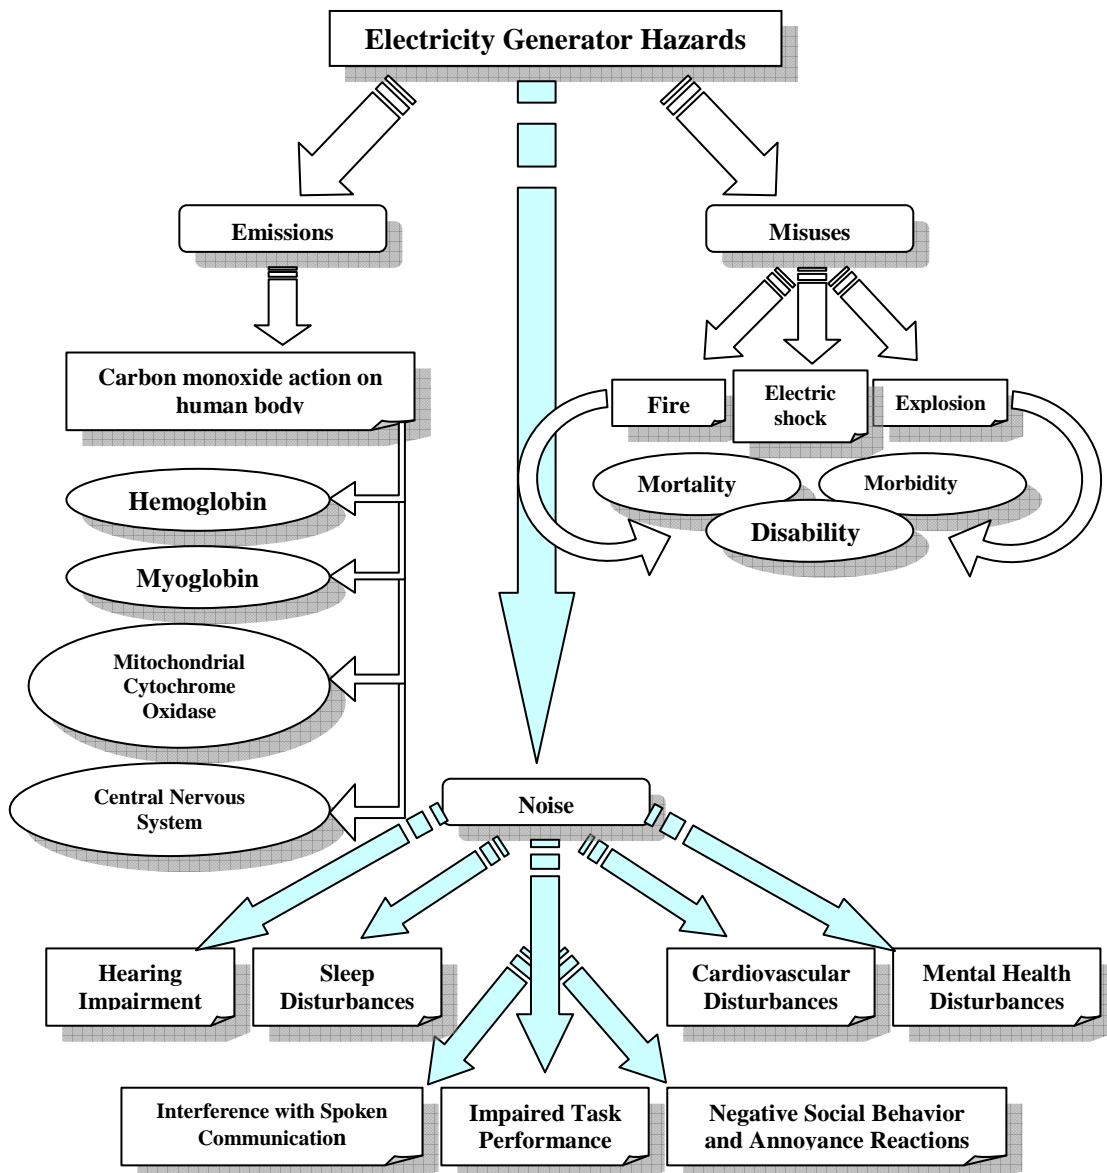 Electricity Generator Hazards
Emissions
Misuses
Carbon monoxide action on
human body
Fire
Electric
shock
Explosion
Mortality
Morbidity
Disability
Hemoglobin
Myoglobin
Mitochondrial
Cytochrome
Oxidase
Central Nervous
System
Noise
Hearing
Impairment
Sleep
Disturbances
Cardiovascular
Disturbances
Mental Health
Disturbances
Interference with Spoken
Communication
Impaired Task
Performance
Negative Social Behavior
and Annoyance Reactions